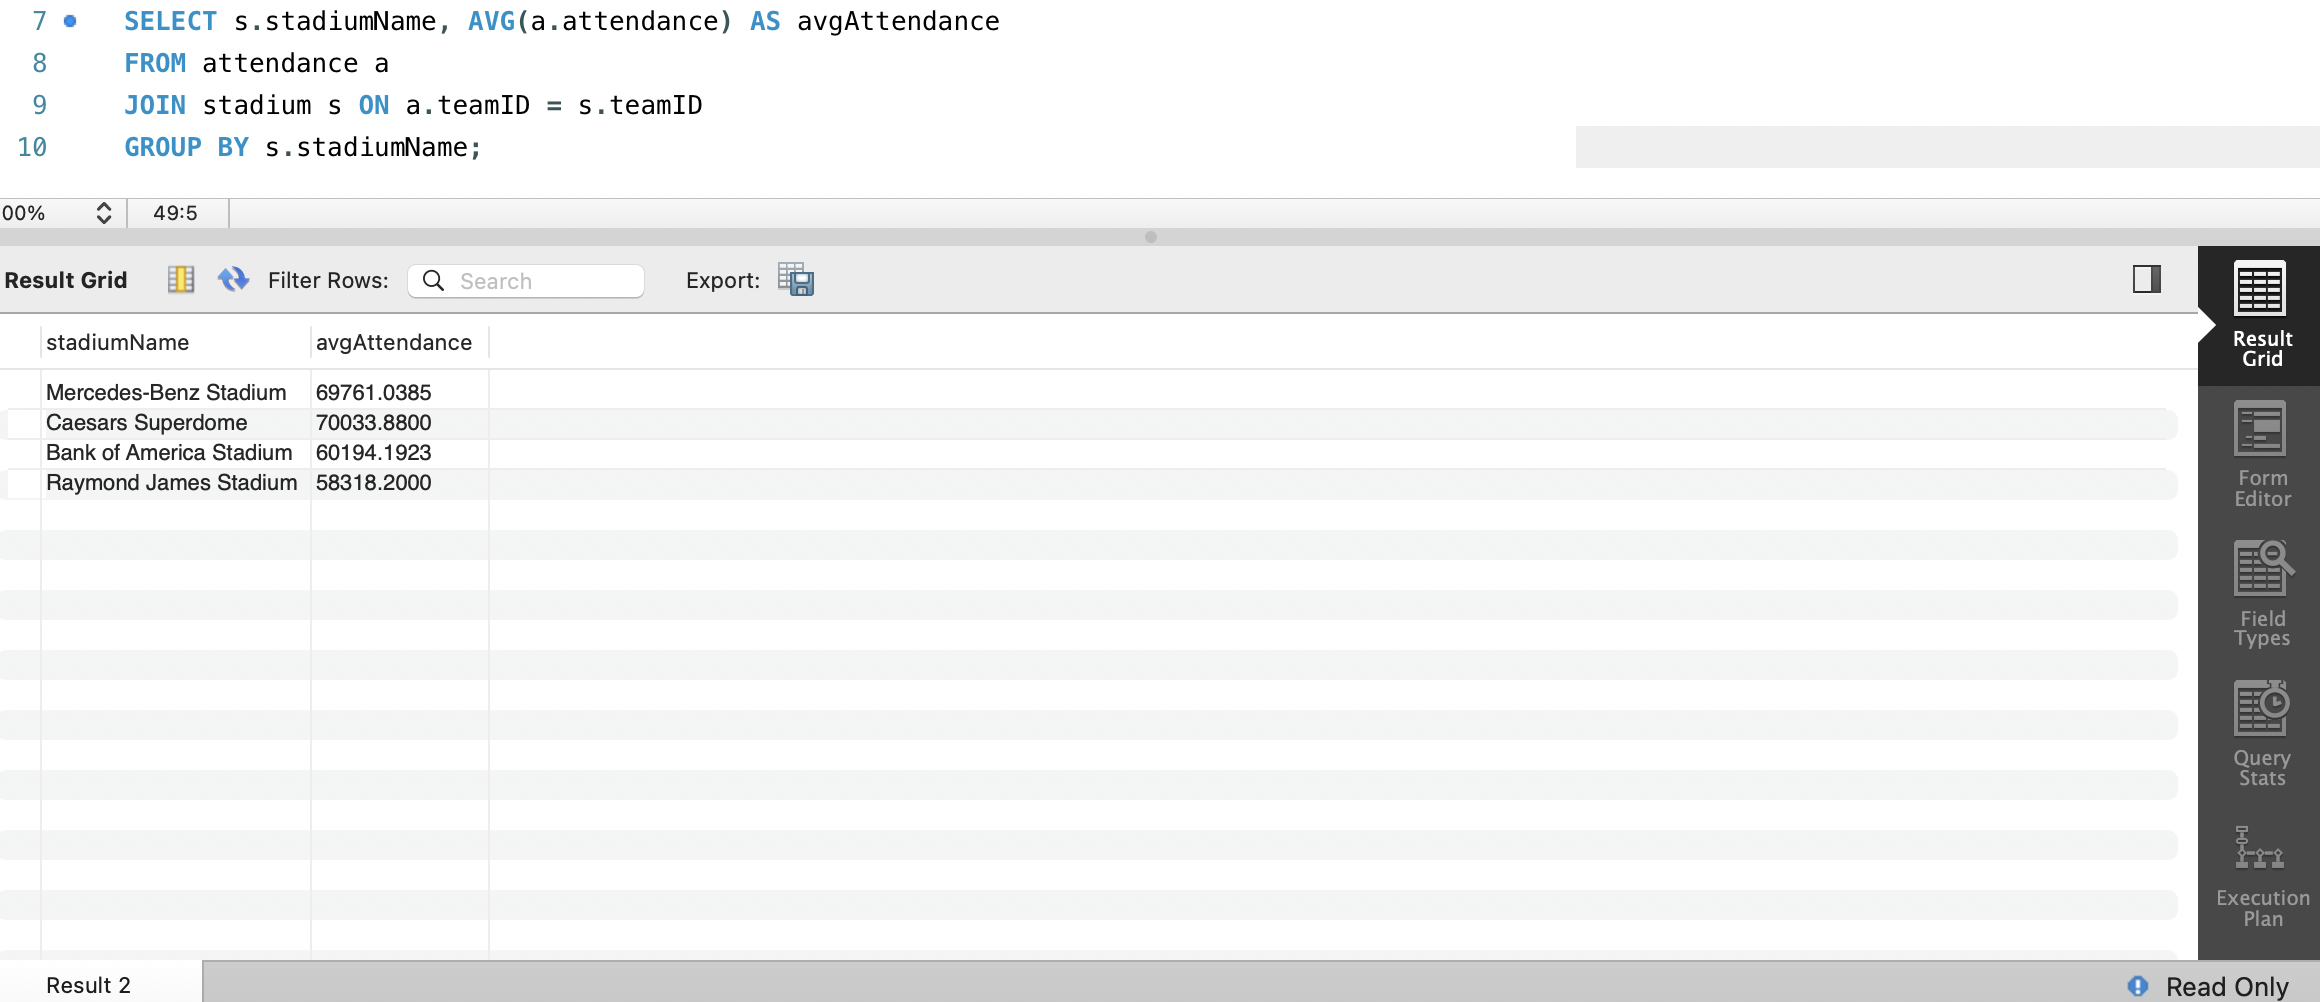 7 SELECT s.stadiumName, AVG(a.attendance) AS avgAttendance
8 FROM attendance a
9 JOIN stadium s ON a.teamID = s.teamID
10 GROUP BY s.stadiumName;
00% 49:5
Result Grid Filter Rows: Search Export:
stadiumName avgAttendance
Mercedes-Benz Stadium 69761.0385
Caesars Superdome 70033.8800
Bank of America Stadium 60194.1923
Raymond James Stadium 58318.2000
Result
Grid
Form
Editor
Field
Types
Query
Stats
Execution
Plan
Result 2 Read Only